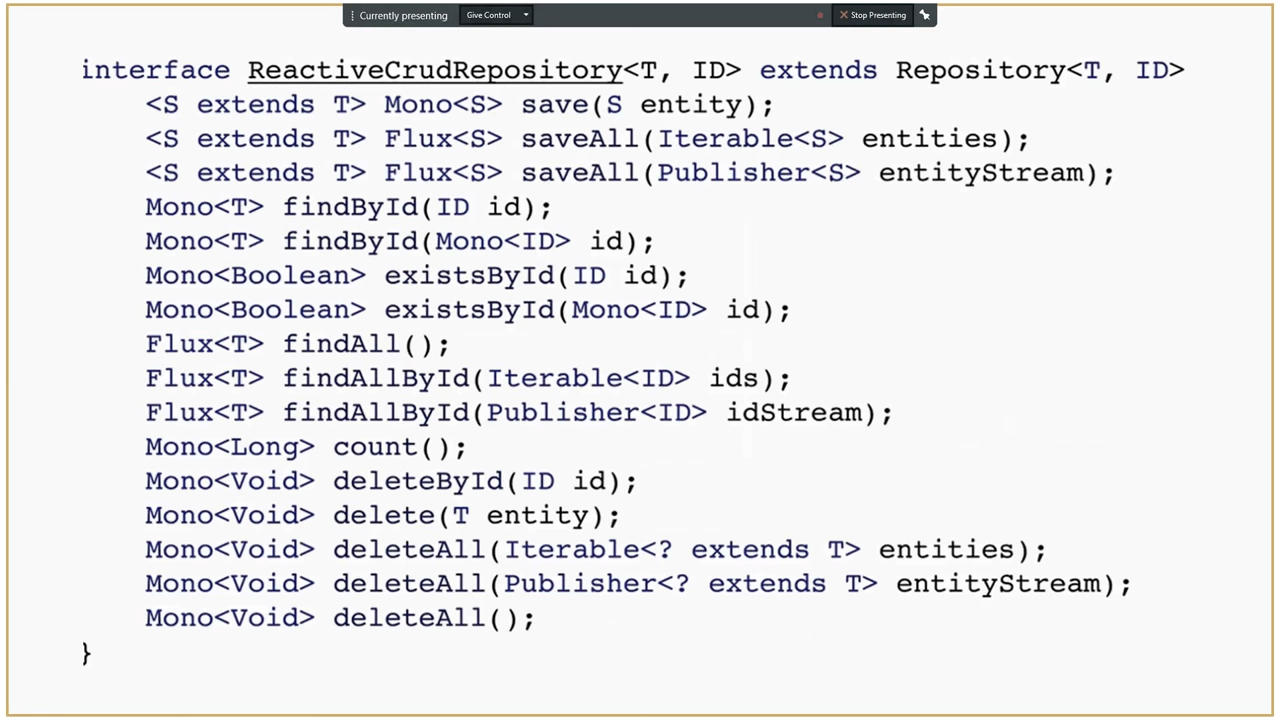 Currently presenting Give Control Stop Presenting
interface ReactiveCrudRepository<T, ID> extends Repository<T, ID>
<S extends T> Mono<S> save(S entity);
<S extends T> Flux<S> saveAll(Iterable<S> entities);
<S extends T> Flux<S> saveAll(Publisher<S> entityStream);
Mono<T> findById(ID id);
Mono<T> findById(Mono<ID> id);
Mono<Boolean> existsById(ID id);
Mono<Boolean> existsById(Mono<ID> id);
Flux<T> findAll();
Flux<T> findAllById(Iterable<ID> ids);
Flux<T> findAllById(Publisher<ID> idStream);
Mono<Long> count();
Mono<Void> deleteById(ID id);
Mono<Void> delete(T entity);
Mono<Void> deleteAll(Iterable<? extends T> entities);
Mono<Void> deleteAll(Publisher<? extends T> entityStream);
Mono<Void> deleteAll();
}